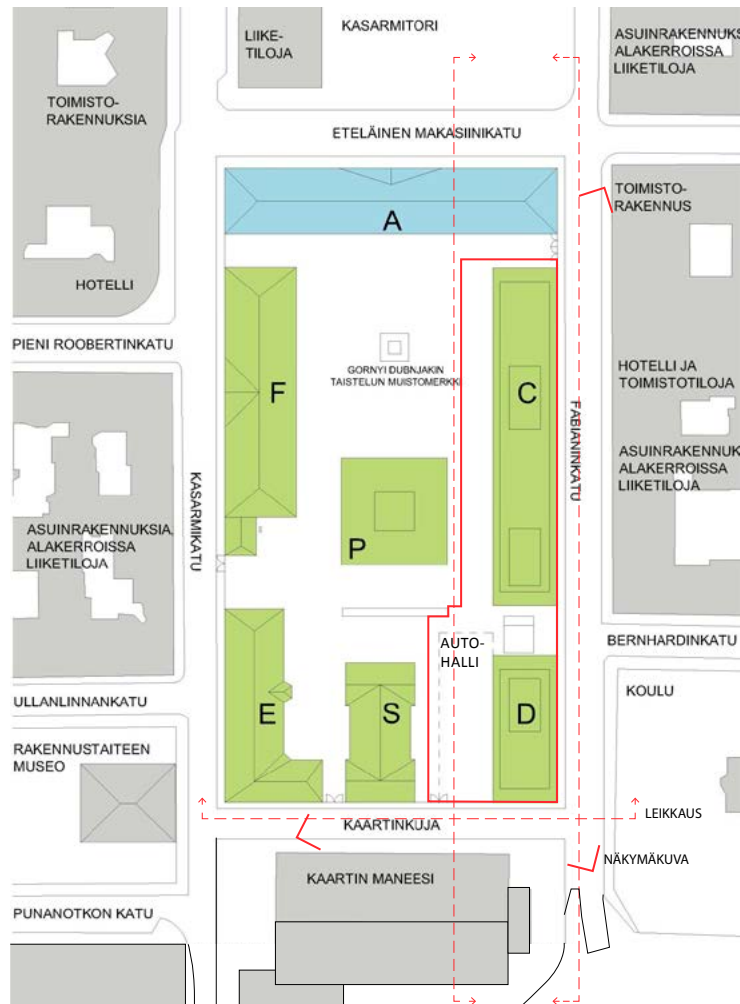 KASARMITORI
LIIKE-
TILOJA
ASUINRAKENNUKS
ALAKERROISSA
LIIKETILOJA
TOIMISTO-
RAKENNUKSIA
ETELÄINEN MAKASIINIKATU
TOIMISTO-
RAKENNUS
A
HOTELLI
PIENI ROOBERTINKATU
GORNYI DUBNJAKIN
TAISTELUN MUISTOMERKKI
F
C
HOTELLI JA
TOIMISTOTILOJA
FABIANINKATU
KASARMIKATU
ASUINRAKENNUK
ALAKERROISSA
LIIKETILOJA
ASUINRAKENNUKSIA,
ALAKERROISSA
LIIKETILOJA
P
AUTO-
HALLI
BERNHARDINKATU
ULLANLINNANKATU
E
S
D
KOULU
RAKENNUSTAITEEN
MUSEO
LEIKKAUS
KAARTINKUJA
NÄKYMÄKUVA
KAARTIN MANEESI
PUNANOTKON KATU